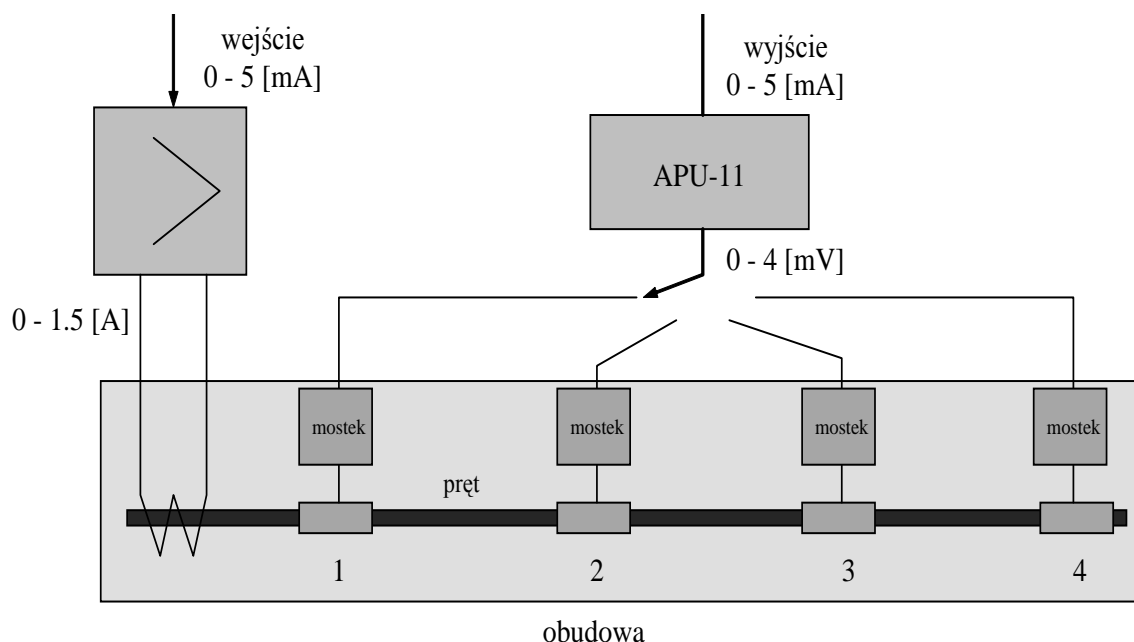 wejście
0 - 5 [mA]
wyjście
0 - 5 [mA]
APU-11
0 - 4 [mV]
0 - 1.5 [A]
mostek
mostek
mostek
mostek
pręt
1
2
3
4
obudowa